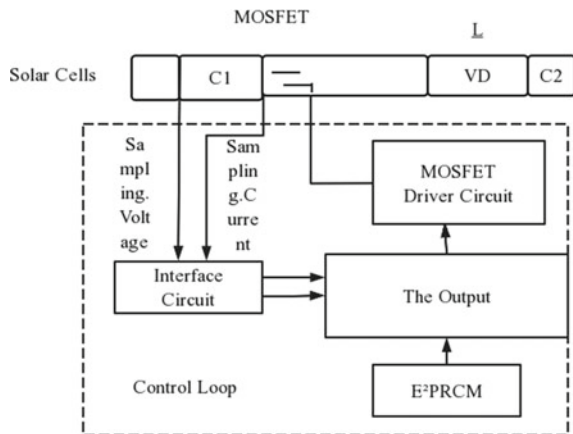 MOSFET
L
Solar Cells
C1
VD
C2
Sa
mpl
ing.
Volt
age
Sam
plin
g.C
urre
nt
MOSFET
Driver Circuit
Interface
Circuit
The Output
Control Loop
E²PRCM